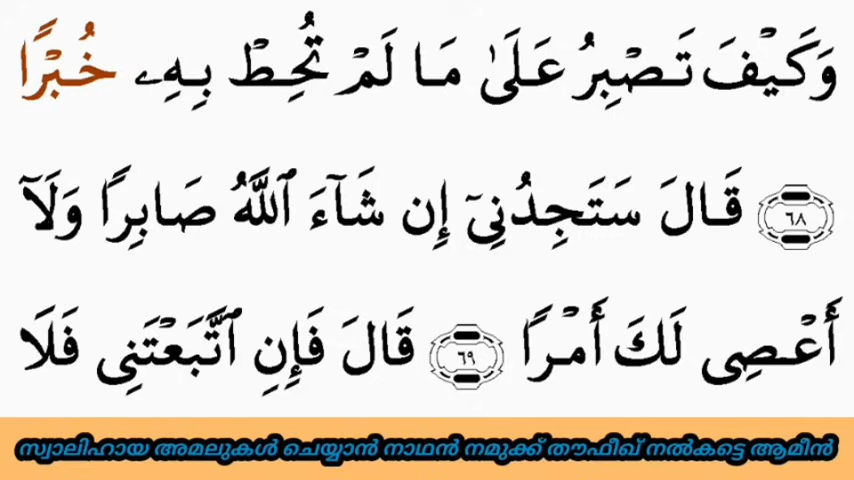 وَكَيْفَ تَصْبِرُ عَلَىٰ مَا لَمْ تُحِطْ بِهِۦ خُبْرًا
٦٨ قَالَ سَتَجِدُنِىٓ إِن شَآءَ ٱللَّهُ صَابِرًا وَلَآ
أَعْصِى لَكَ أَمْرًا ٦٩ قَالَ فَإِنِ ٱتَّبَعْتَنِى فَلَا
സ്വാലിഹായ അമലുകൾ ചെയ്യാൻ നാഥൻ നമുക്ക് തൗഫീഖ് നൽകട്ടെ ആമീൻ